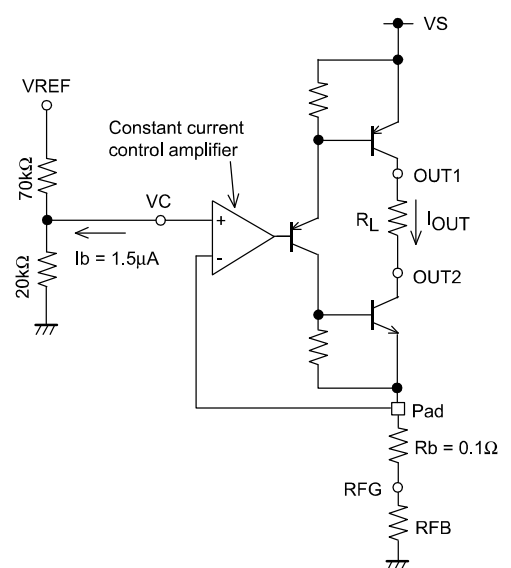 VS
VREF
Constant current
control amplifier
70kΩ
VC
OUT1
+
RL
IOUT
Ib = 1.5μA
-
20kΩ
OUT2
Pad
Rb = 0.1Ω
RFG
RFB